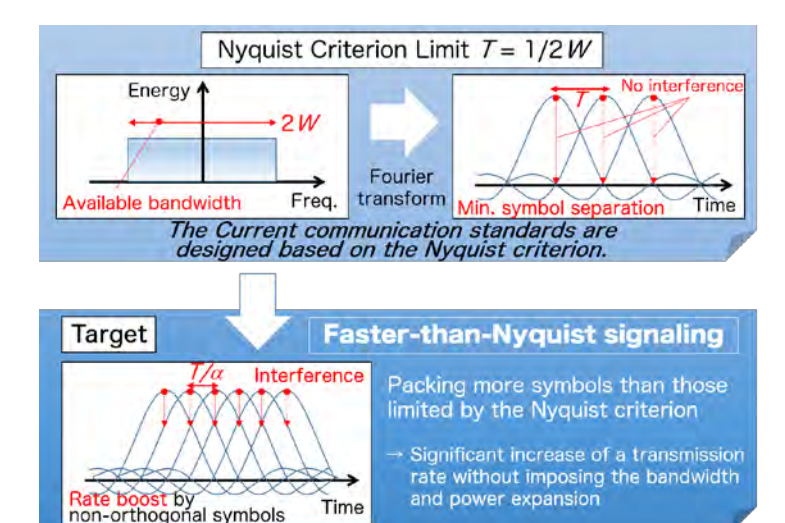 Nyquist Criterion Limit T = 1/2W
Energy
2W
Available bandwidth
Freq.
Fourier
transform
T
No interference
Min. symbol separation
Time
The Current communication standards are
designed based on the Nyquist criterion.
Target
Faster-than-Nyquist signaling
T/α
Interference
Rate boost by
non-orthogonal symbols
Time
Packing more symbols than those
limited by the Nyquist criterion
→ Significant increase of a transmission
rate without imposing the bandwidth
and power expansion